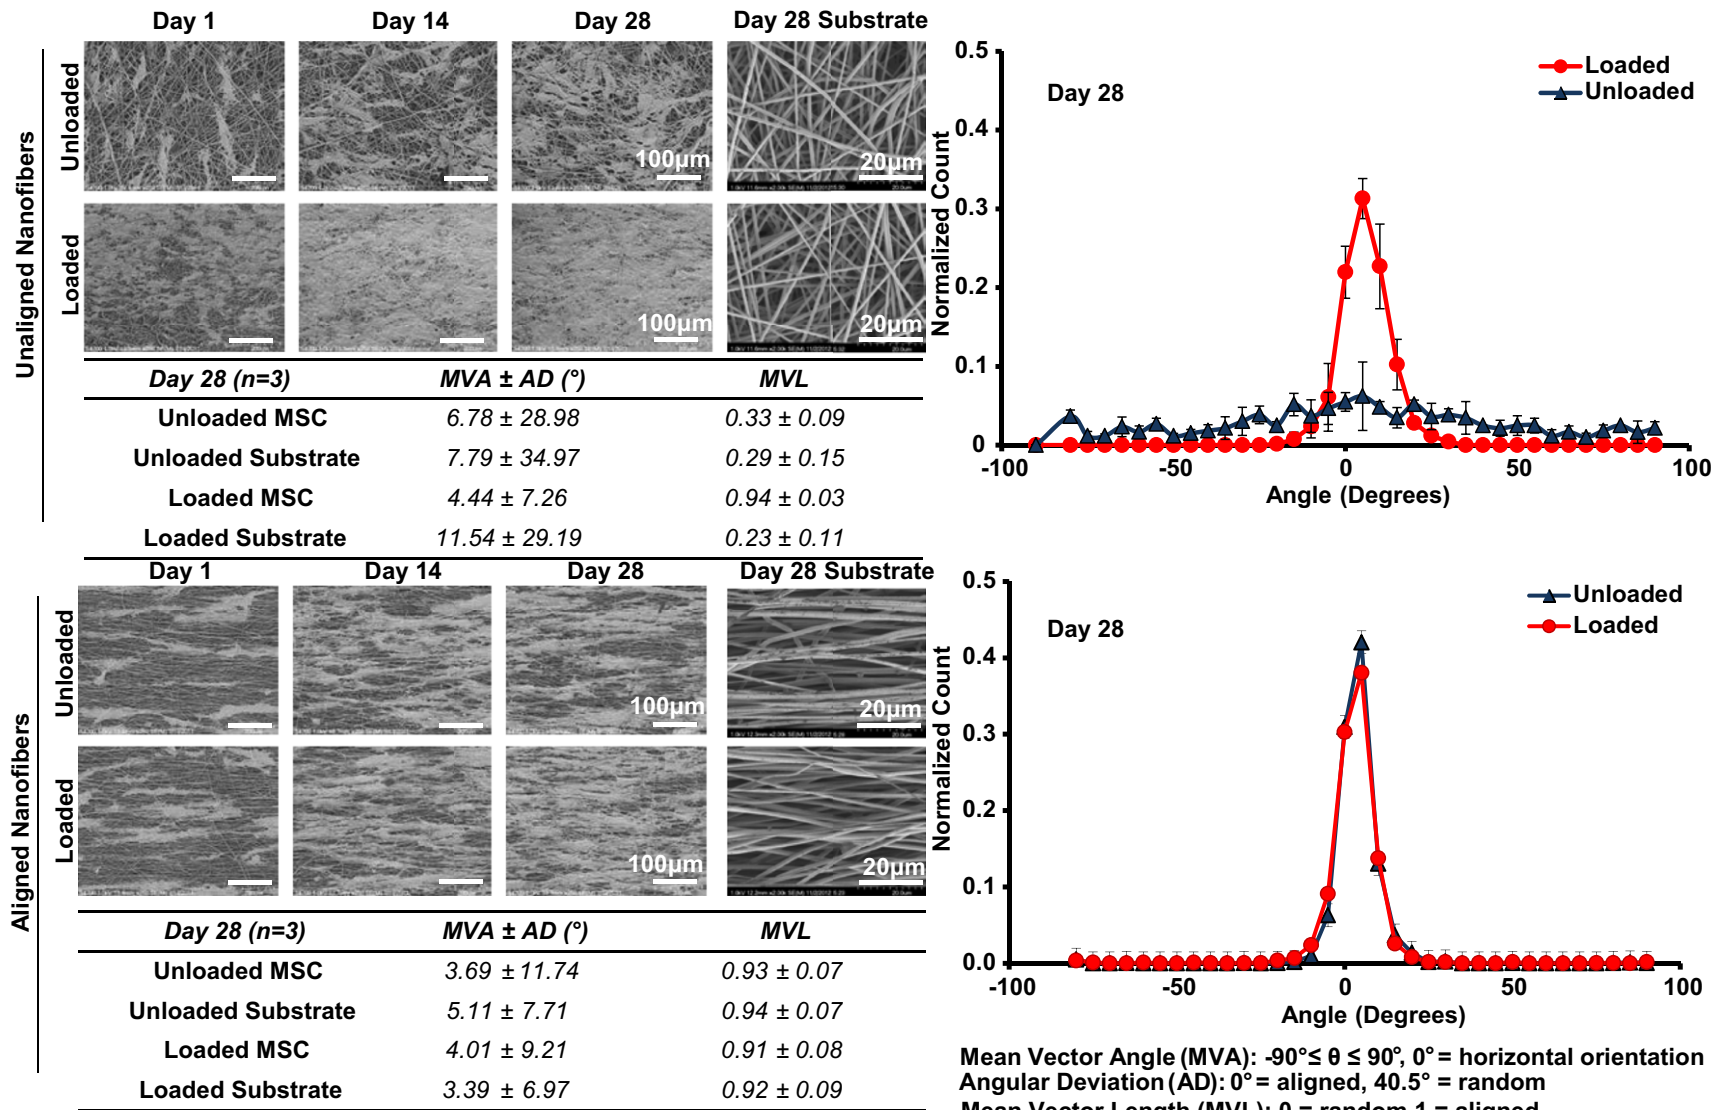 Day 1 Day 14 Day 28 Day 28 Substrate
Unaligned Nanofibers
Unloaded
100µm 20µm
Loaded
100µm 20µm
Day 28 (n=3) MVA ± AD (°) MVL
Unloaded MSC 6.78 ± 28.98 0.33 ± 0.09
Unloaded Substrate 7.79 ± 34.97 0.29 ± 0.15
Loaded MSC 4.44 ± 7.26 0.94 ± 0.03
Loaded Substrate 11.54 ± 29.19 0.23 ± 0.11
Day 28
Loaded
Unloaded
Normalized Count
0.5
0.4
0.3
0.2
0.1
0
-100 -50 0 50 100
Angle (Degrees)
Day 1 Day 14 Day 28 Day 28 Substrate
Aligned Nanofibers
Unloaded
100µm 20µm
Loaded
100µm 20µm
Day 28 (n=3) MVA ± AD (°) MVL
Unloaded MSC 3.69 ±11.74 0.93 ± 0.07
Unloaded Substrate 5.11 ± 7.71 0.94 ± 0.07
Loaded MSC 4.01 ± 9.21 0.91 ± 0.08
Loaded Substrate 3.39 ± 6.97 0.92 ± 0.09
Day 28
Unloaded
Loaded
Normalized Count
0.5
0.4
0.3
0.2
0.1
0.0
-100 -50 0 50 100
Angle (Degrees)
Mean Vector Angle (MVA): -90°≤ θ ≤ 90°, 0° = horizontal orientation
Angular Deviation (AD): 0° = aligned, 40.5° = random
Mean Vector Length (MVL): 0 = random 1 = aligned